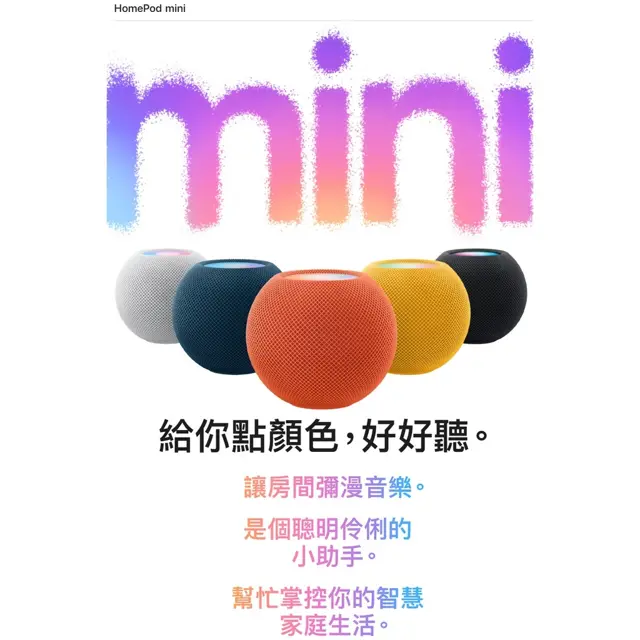 HomePod mini
mini
給你點顏色，好好聽。
讓房間彌漫音樂。
是個聰明伶俐的
小助手。
幫忙掌控你的智慧
家庭生活。